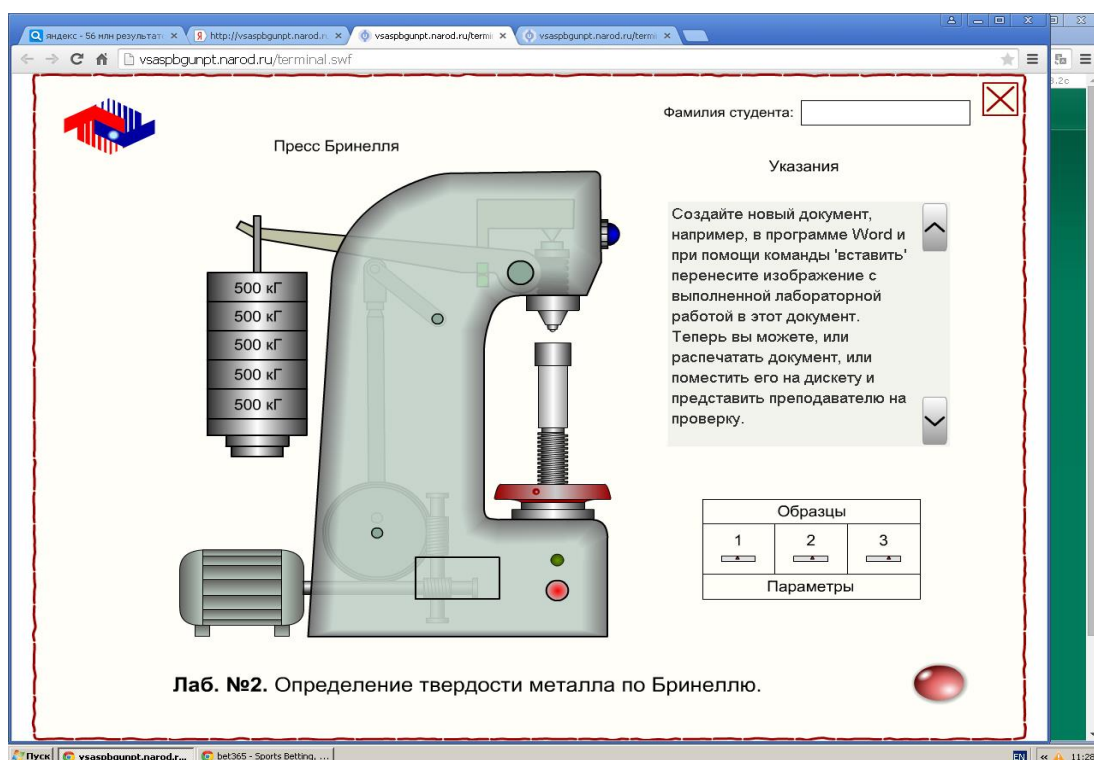 яндекс - 56 млн результат
http://vsaspbgunpt.narod.r
vsaspbgunpt.narod.ru/termi
vsaspbgunpt.narod.ru/termi
vsaspbgunpt.narod.ru/terminal.swf
Фамилия студента:
Пресс Бринелля
Указания
Создайте новый документ,
например, в программе Word и
при помощи команды 'вставить'
перенесите изображение с
выполненной лабораторной
работой в этот документ.
Теперь вы можете, или
распечатать документ, или
поместить его на дискету и
представить преподавателю на
проверку.
500 кГ
500 кГ
500 кГ
500 кГ
500 кГ
Образцы
1 2 3
Параметры
Лаб. №2. Определение твердости металла по Бринеллю.
Пуск
vsaspbgunpt.narod.r...
bet365 - Sports Betting, ...
EN
11:28